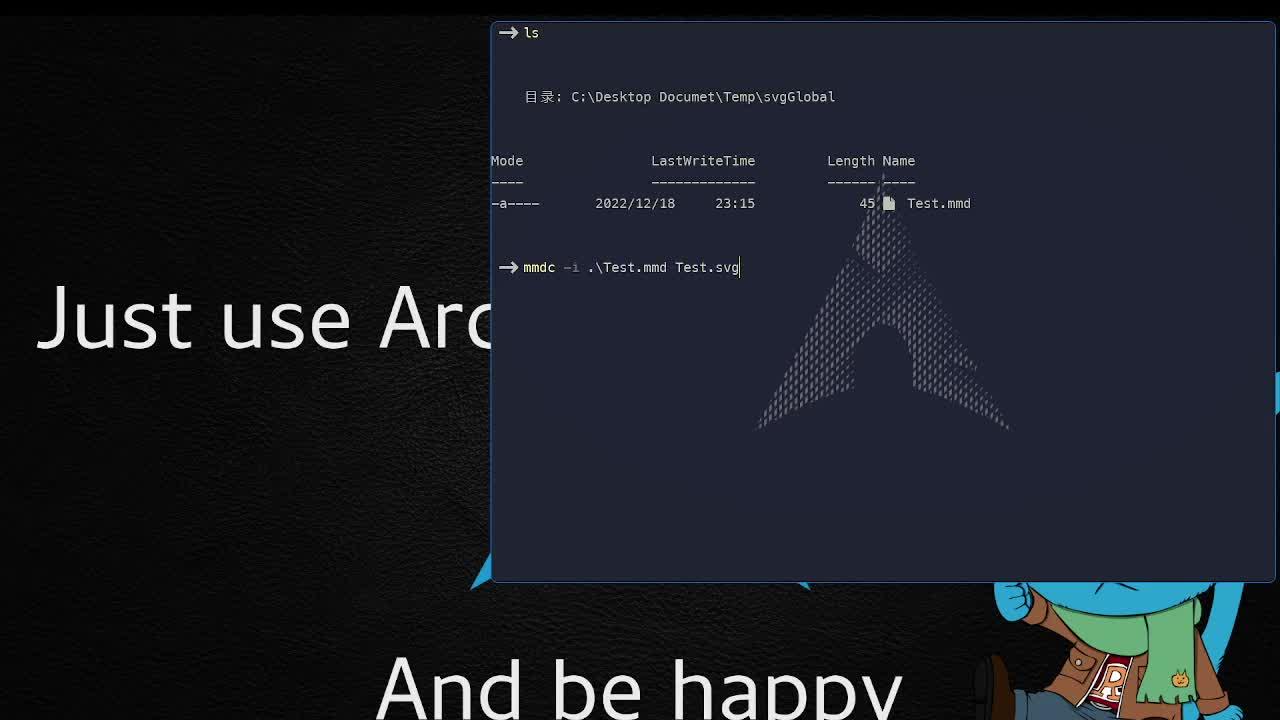 ls
目录: C:\Desktop Documet\Temp\svgGlobal
Mode LastWriteTime Length Name
---- ------------- ------ ----
-a---- 2022/12/18 23:15 45 Test.mmd
mmdc -i .\Test.mmd Test.svg
Just use Arc
And be happy